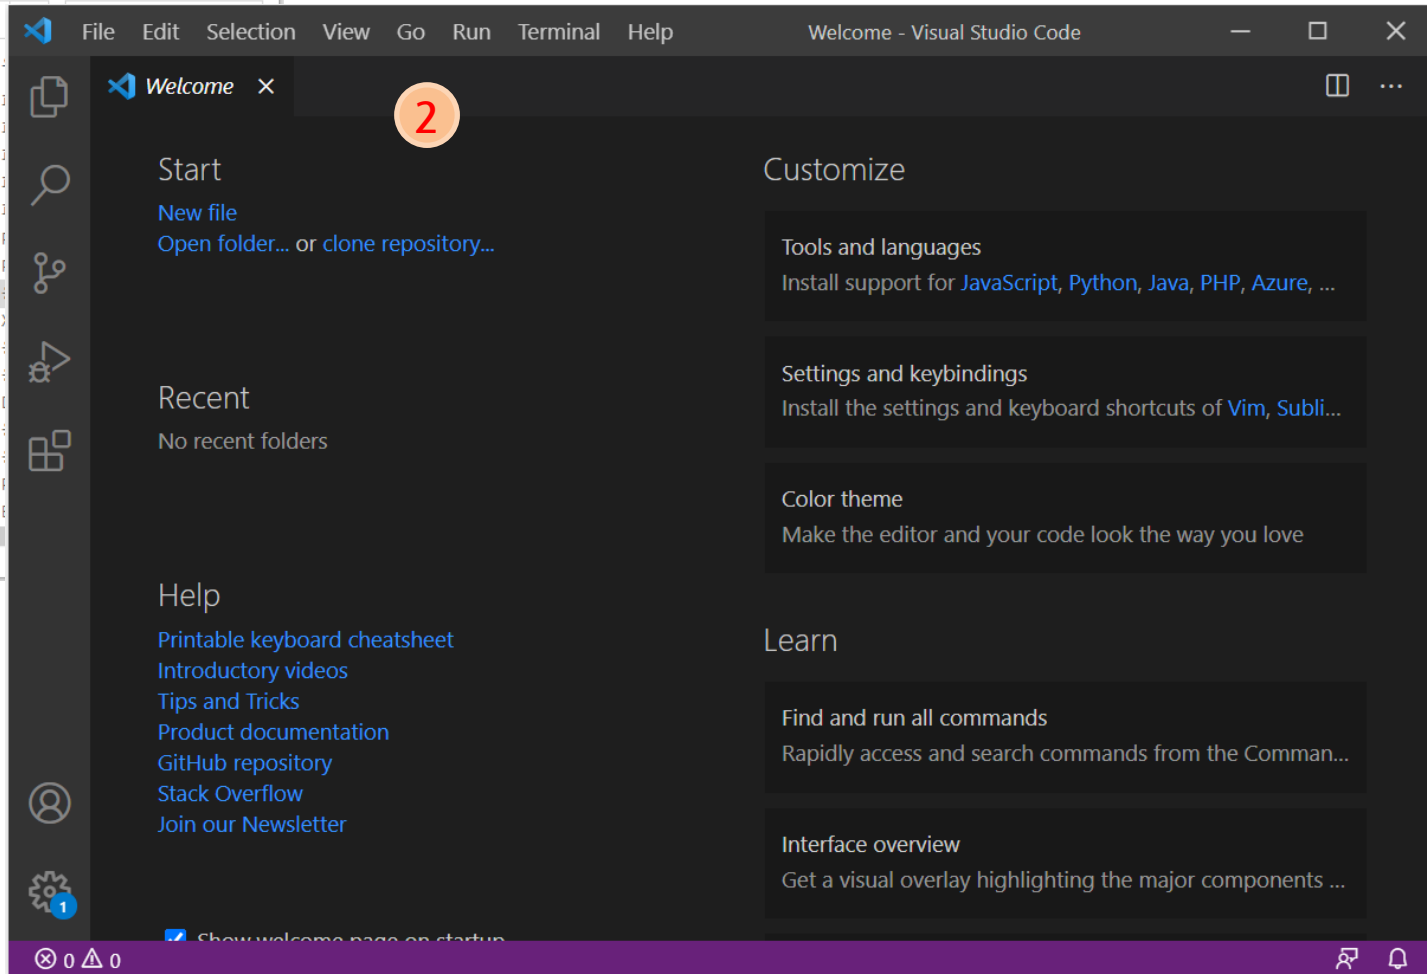 File Edit Selection View Go Run Terminal Help Welcome - Visual Studio Code
Welcome
2
Start
New file
Open folder... or clone repository...
Recent
No recent folders
Help
Printable keyboard cheatsheet
Introductory videos
Tips and Tricks
Product documentation
GitHub repository
Stack Overflow
Join our Newsletter
Show welcome page on startup
Customize
Tools and languages
Install support for JavaScript, Python, Java, PHP, Azure, ...
Settings and keybindings
Install the settings and keyboard shortcuts of Vim, Subli...
Color theme
Make the editor and your code look the way you love
Learn
Find and run all commands
Rapidly access and search commands from the Comman...
Interface overview
Get a visual overlay highlighting the major components ...
1
0 0